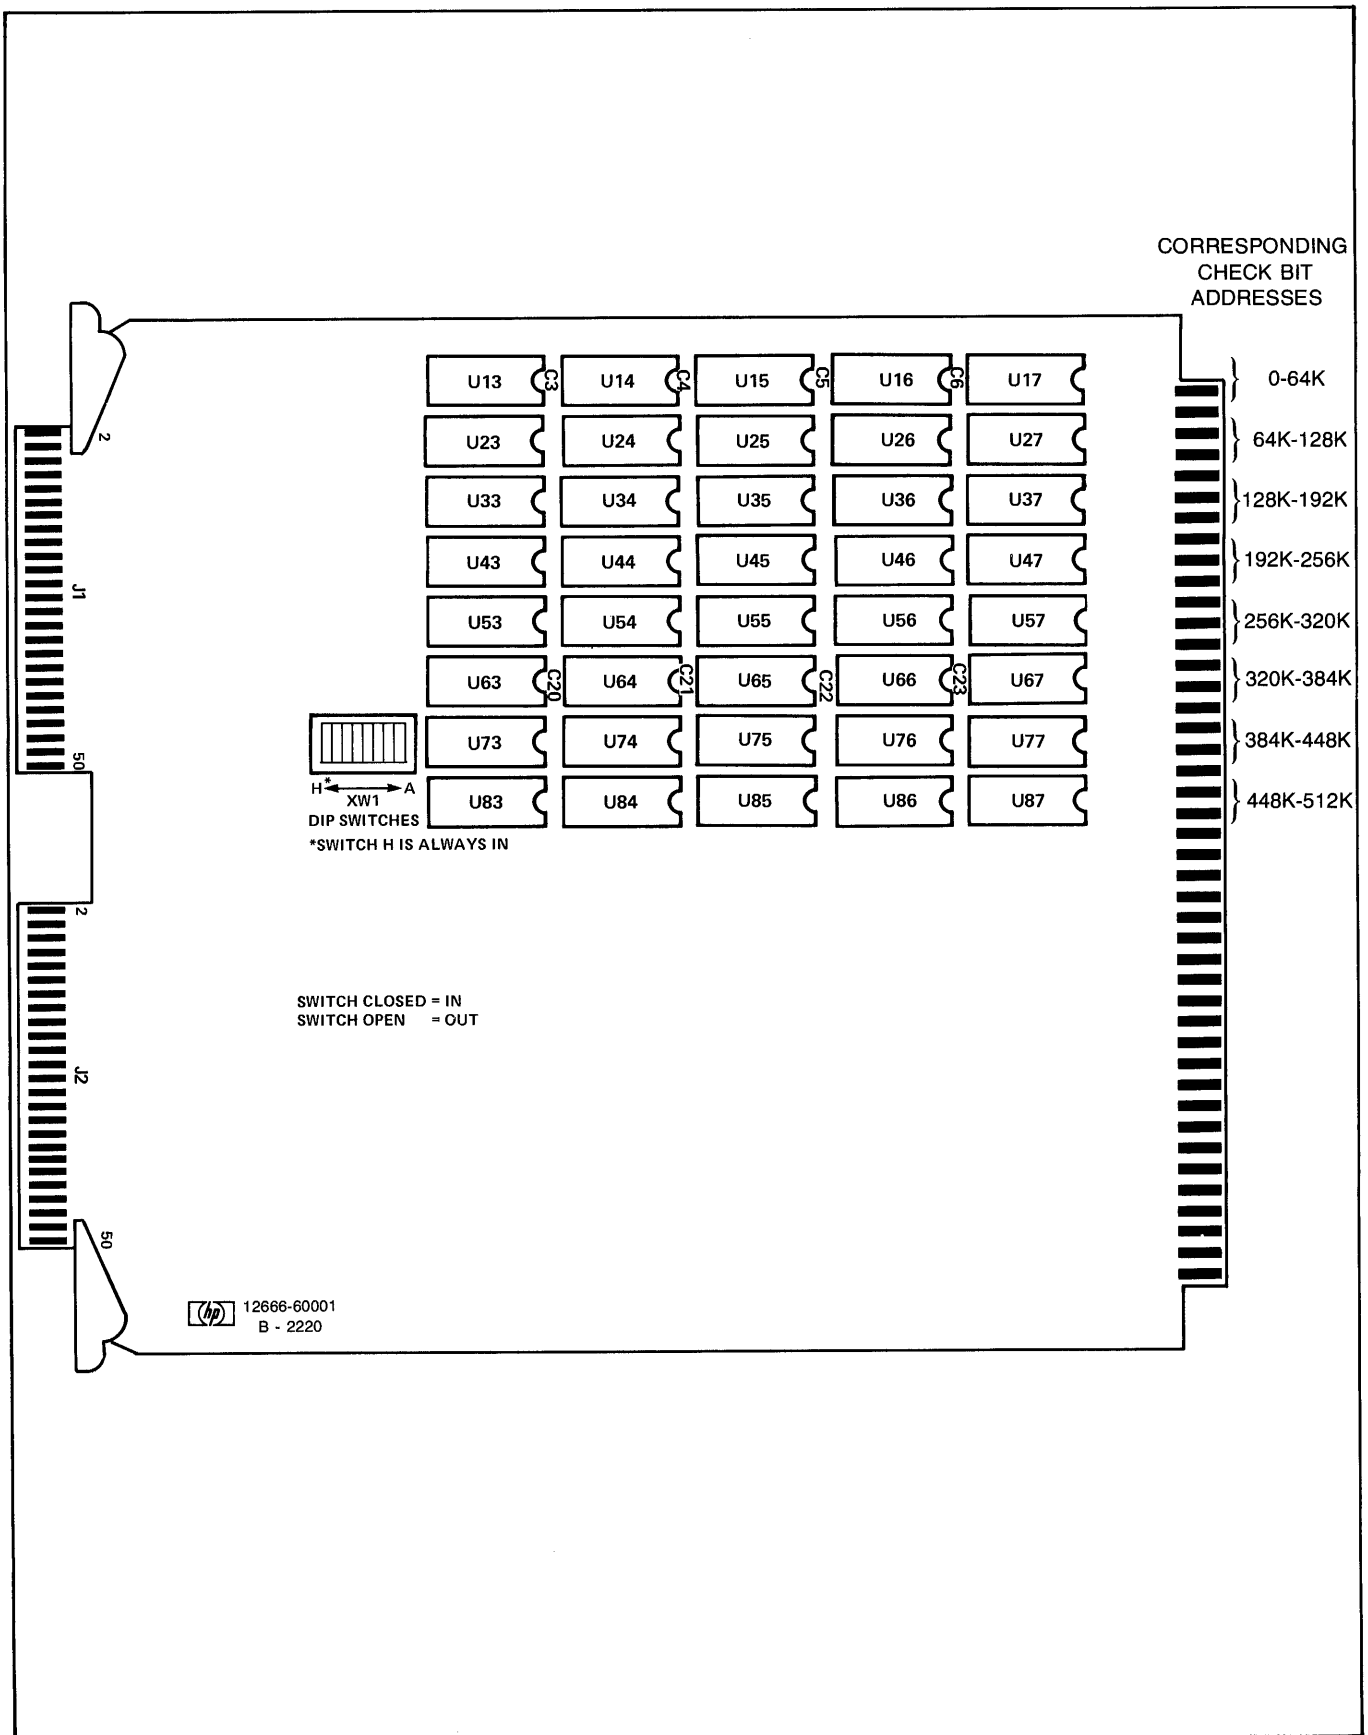 CORRESPONDING
CHECK BIT
ADDRESSES
U13 C3 U14 C4 U15 C5 U16 C6 U17 0-64K
2 U23 U24 U25 U26 U27 64K-128K
U33 U34 U35 U36 U37 128K-192K
U43 U44 U45 U46 U47 192K-256K
J1
U53 U54 U55 U56 U57 256K-320K
U63 C20 U64 C21 U65 C22 U66 C23 U67 320K-384K
50 U73 U74 U75 U76 U77 384K-448K
H* A
XW1
U83 U84 U85 U86 U87 448K-512K
DIP SWITCHES
*SWITCH H IS ALWAYS IN
2
SWITCH CLOSED = IN
SWITCH OPEN = OUT
J2
50
hp 12666-60001
B - 2220